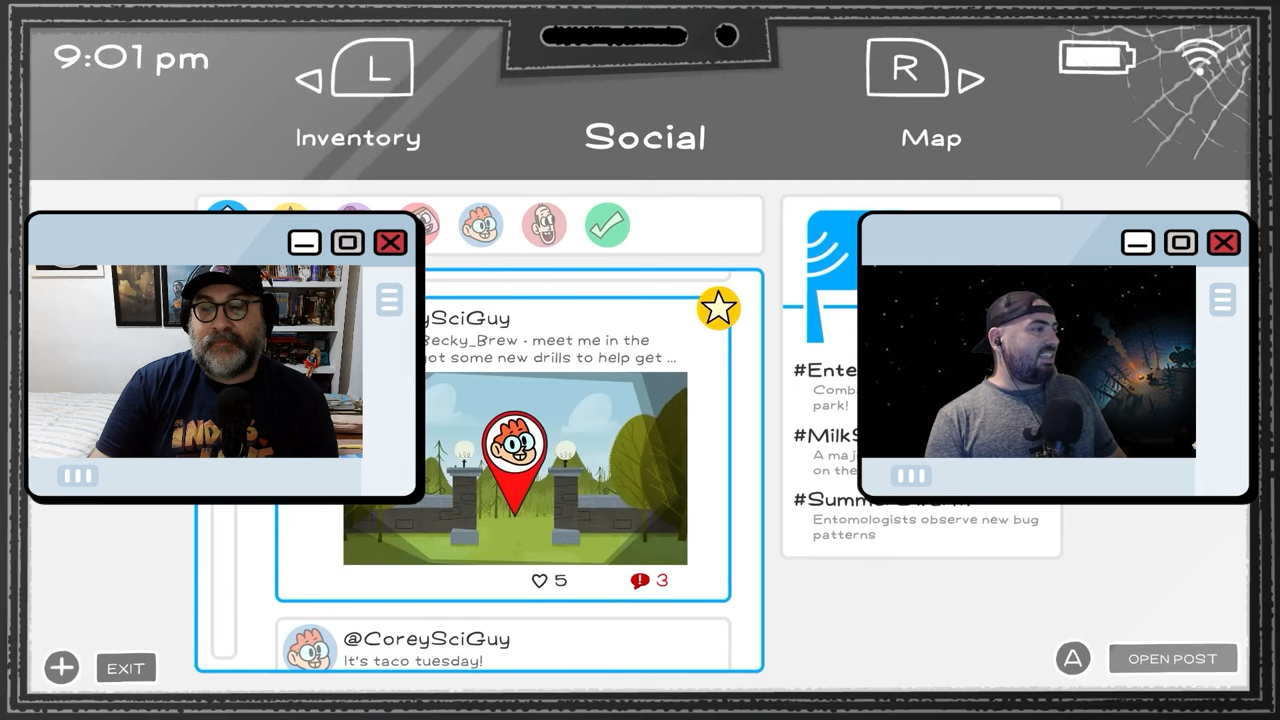 9:01 pm
L
R
Inventory
Social
Map
ySciGuy
Becky_Brew - meet me in the
got some new drills to help get ...
5
3
#Ente
Comb
park!
#Milk
A maj
on the
#Summ
Entomologists observe new bug
patterns
@CoreySciGuy
It's taco tuesday!
EXIT
A
OPEN POST